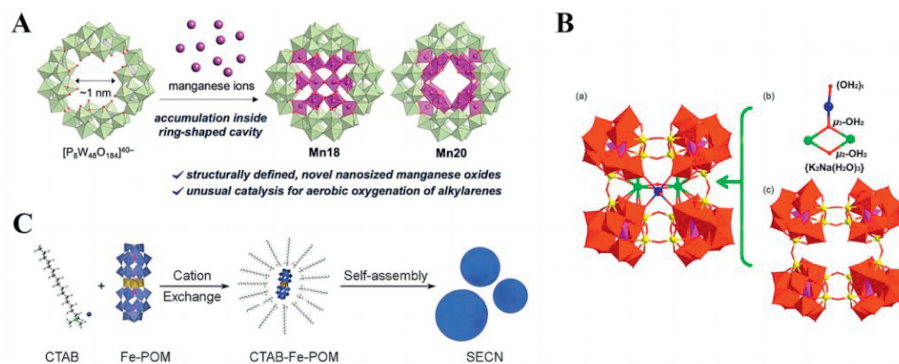 A
~1 nm
[P₈W₄₈O₁₈₄]⁴⁰⁻
manganese ions
accumulation inside
ring-shaped cavity
Mn18
Mn20
✓ structurally defined, novel nanosized manganese oxides
✓ unusual catalysis for aerobic oxygenation of alkylarenes
B
(a)
(b)
(OH₂)₅
μ₃-OH₂
μ₂-OH₂
{K₂Na(H₂O)₃}
(c)
C
+
Cation
Exchange
Self-assembly
CTAB
Fe-POM
CTAB-Fe-POM
SECN